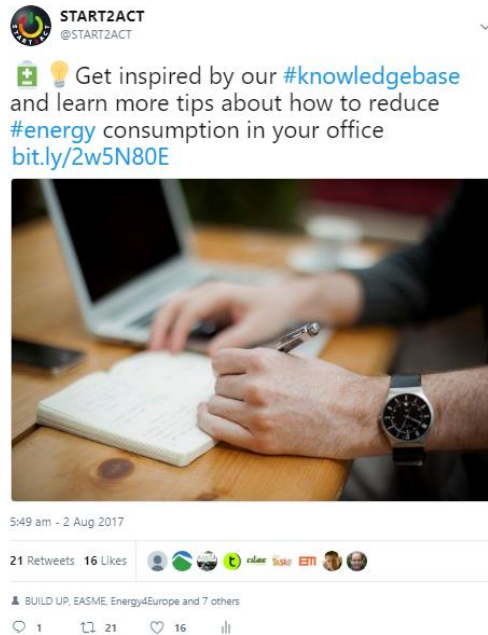 START2ACT
@START2ACT
Get inspired by our #knowledgebase
and learn more tips about how to reduce
#energy consumption in your office
bit.ly/2w5N80E
5:49 am - 2 Aug 2017
21 Retweets 16 Likes
BUILD UP, EASME, Energy4Europe and 7 others
1 21 16